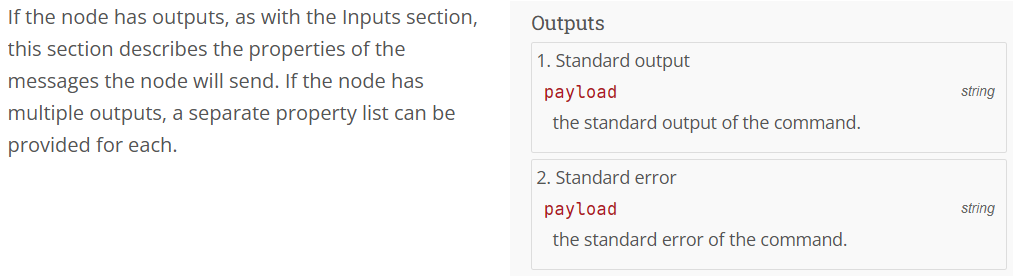 If the node has outputs, as with the Inputs section,
this section describes the properties of the
messages the node will send. If the node has
multiple outputs, a separate property list can be
provided for each.
Outputs
1. Standard output
payload string
the standard output of the command.
2. Standard error
payload string
the standard error of the command.